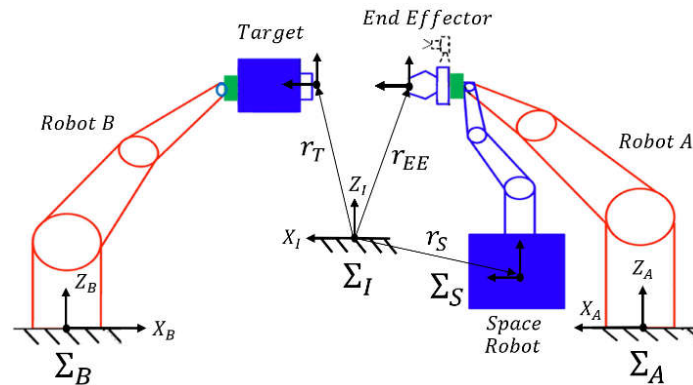 Target
End Effector
Robot B
Robot A
r_T
r_EE
Z_I
X_I
r_S
Σ_I
Σ_S
Z_B
X_B
Σ_B
Space
Robot
Z_A
X_A
Σ_A